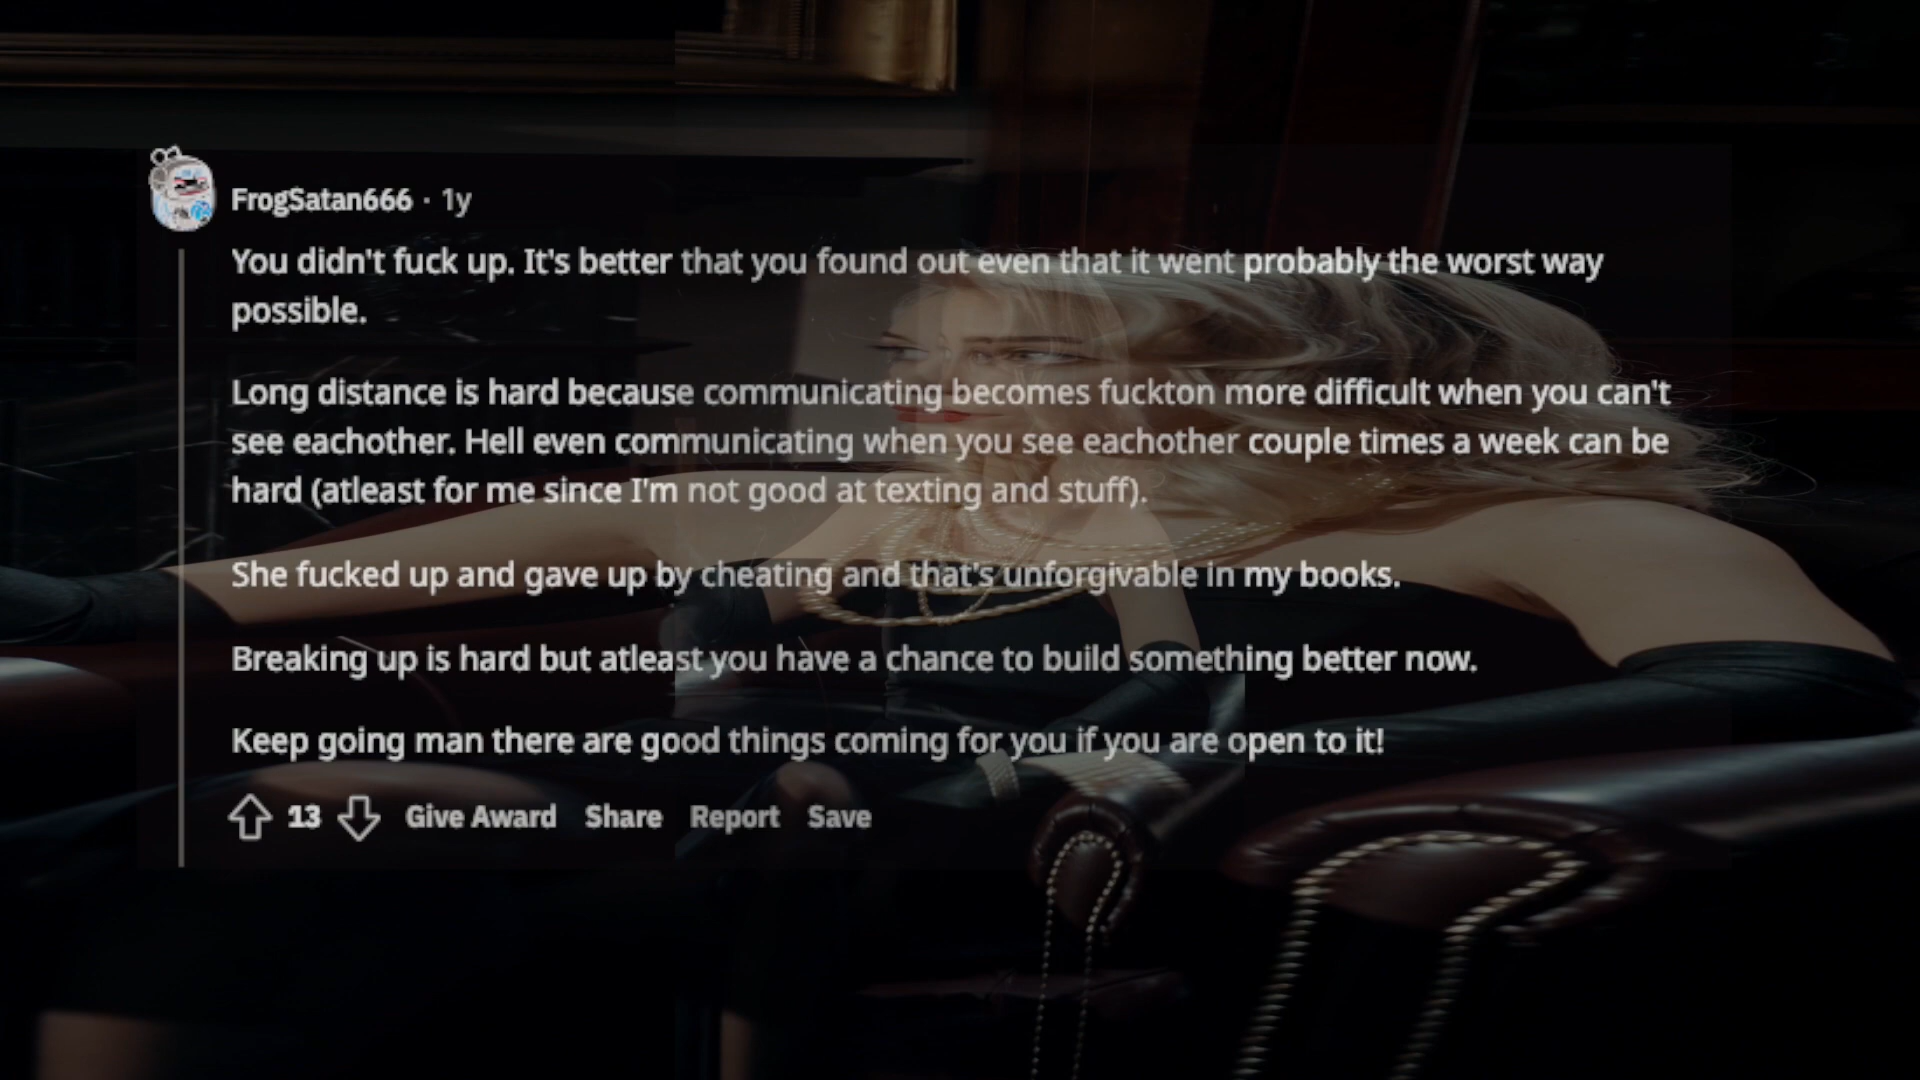 FrogSatan666 · 1y
You didn't fuck up. It's better that you found out even that it went probably the worst way
possible.
Long distance is hard because communicating becomes fuckton more difficult when you can't
see eachother. Hell even communicating when you see eachother couple times a week can be
hard (atleast for me since I'm not good at texting and stuff).
She fucked up and gave up by cheating and that's unforgivable in my books.
Breaking up is hard but atleast you have a chance to build something better now.
Keep going man there are good things coming for you if you are open to it!
13 Give Award Share Report Save